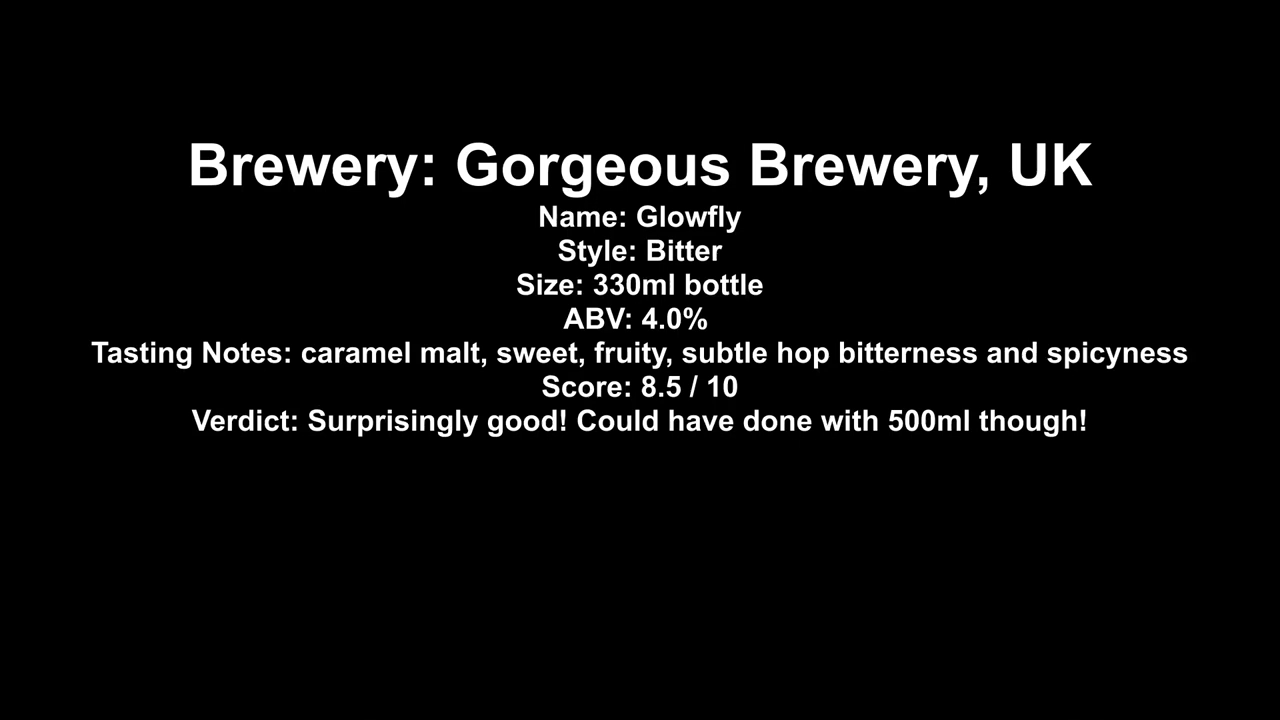 Brewery: Gorgeous Brewery, UK
Name: Glowfly
Style: Bitter
Size: 330ml bottle
ABV: 4.0%
Tasting Notes: caramel malt, sweet, fruity, subtle hop bitterness and spicyness
Score: 8.5 / 10
Verdict: Surprisingly good! Could have done with 500ml though!